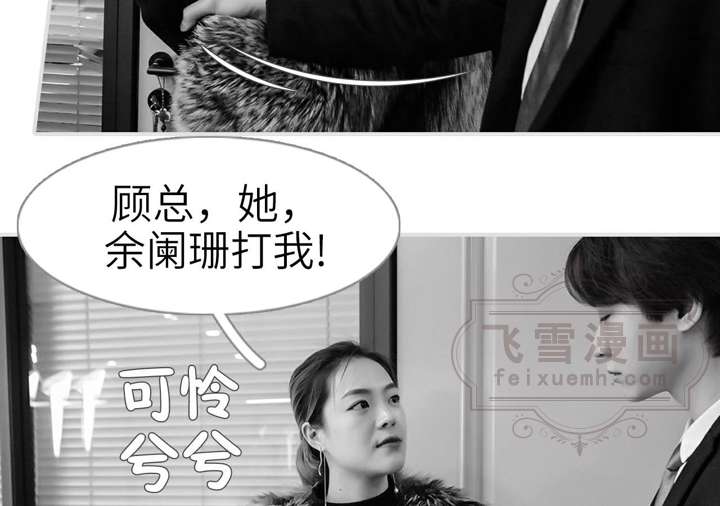 顾总，她，
余阑珊打我！
可怜
兮兮
飞雪漫画
feixuemh.com